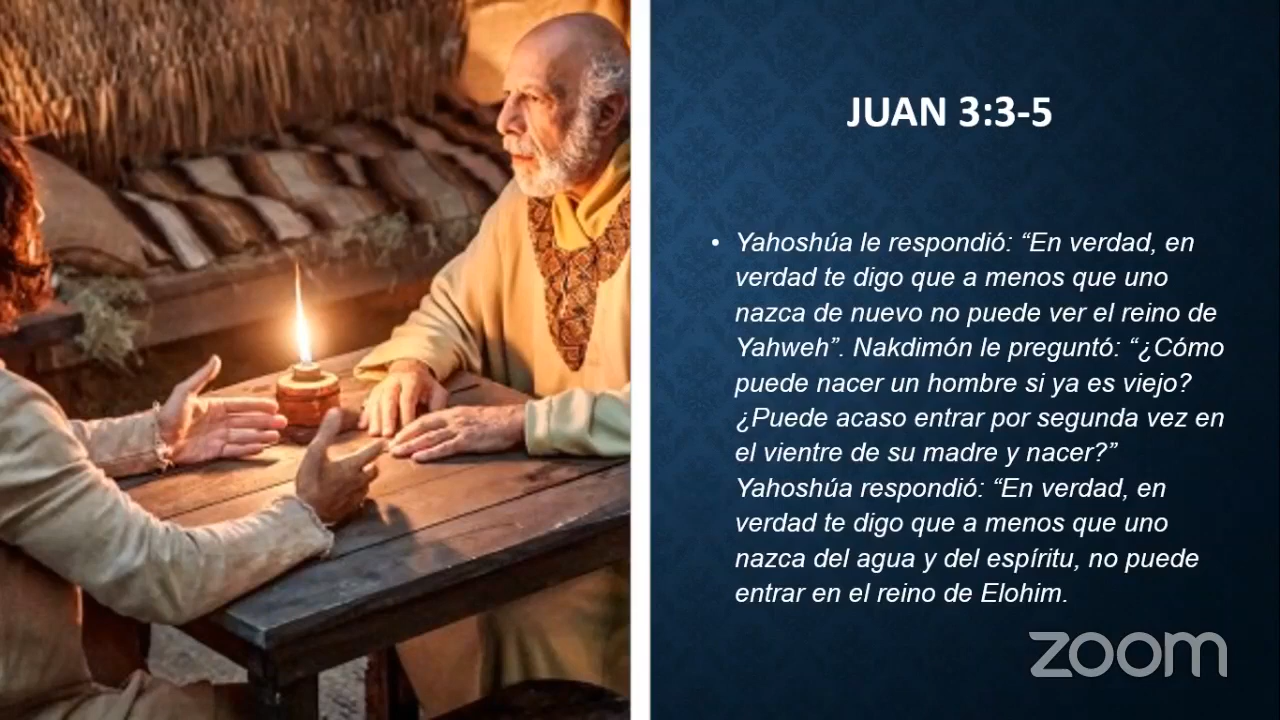 JUAN 3:3-5
• Yahoshúa le respondió: “En verdad, en
verdad te digo que a menos que uno
nazca de nuevo no puede ver el reino de
Yahweh”. Nakdimón le preguntó: “¿Cómo
puede nacer un hombre si ya es viejo?
¿Puede acaso entrar por segunda vez en
el vientre de su madre y nacer?”
Yahoshúa respondió: “En verdad, en
verdad te digo que a menos que uno
nazca del agua y del espíritu, no puede
entrar en el reino de Elohim.
zoom